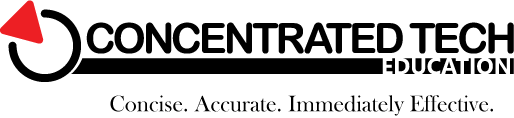 CONCENTRATED TECH
EDUCATION
Concise. Accurate. Immediately Effective.